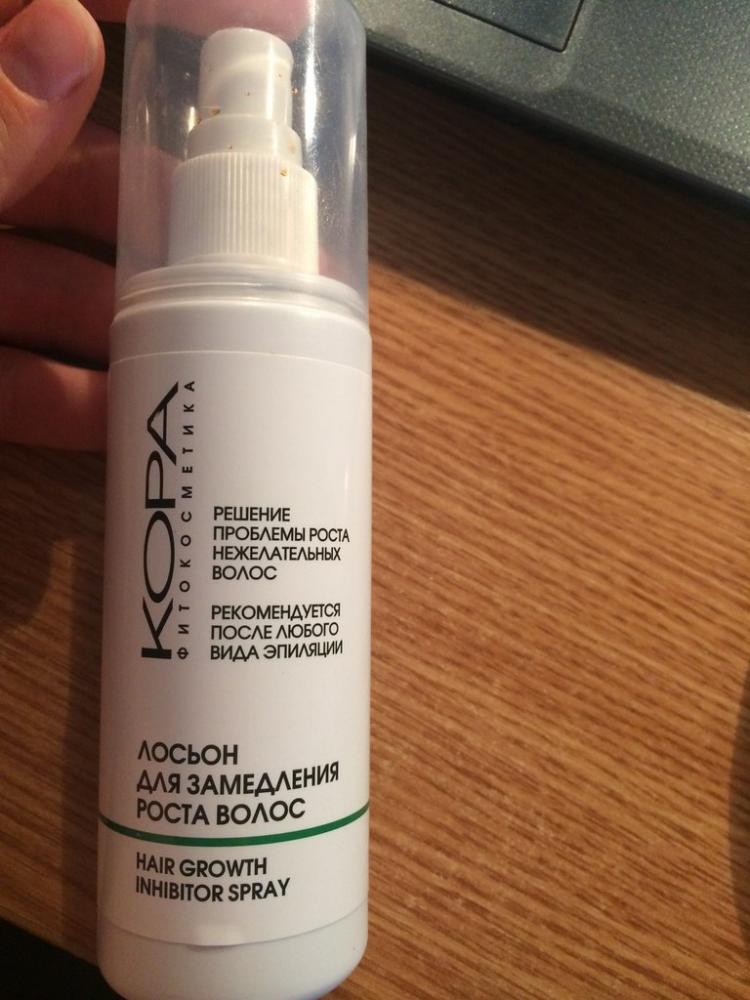 КОРА
ФИТОКОСМЕТИКА
РЕШЕНИЕ
ПРОБЛЕМЫ РОСТА
НЕЖЕЛАТЕЛЬНЫХ
ВОЛОС
РЕКОМЕНДУЕТСЯ
ПОСЛЕ ЛЮБОГО
ВИДА ЭПИЛЯЦИИ
ЛОСЬОН
ДЛЯ ЗАМЕДЛЕНИЯ
РОСТА ВОЛОС
HAIR GROWTH
INHIBITOR SPRAY